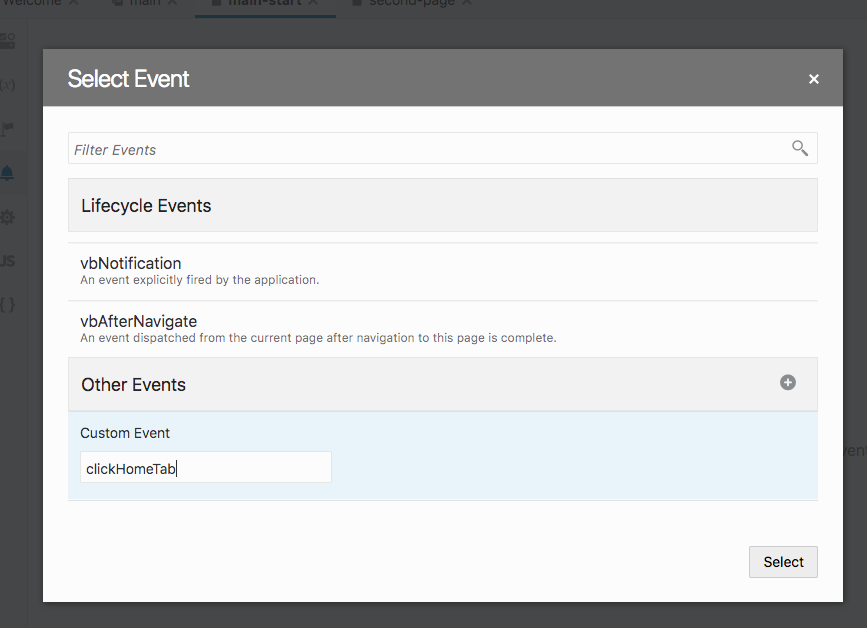 Welcome
main
main-start
second-page
Select Event
Filter Events
Lifecycle Events
vbNotification
An event explicitly fired by the application.
vbAfterNavigate
An event dispatched from the current page after navigation to this page is complete.
Other Events
Custom Event
clickHomeTab
Select